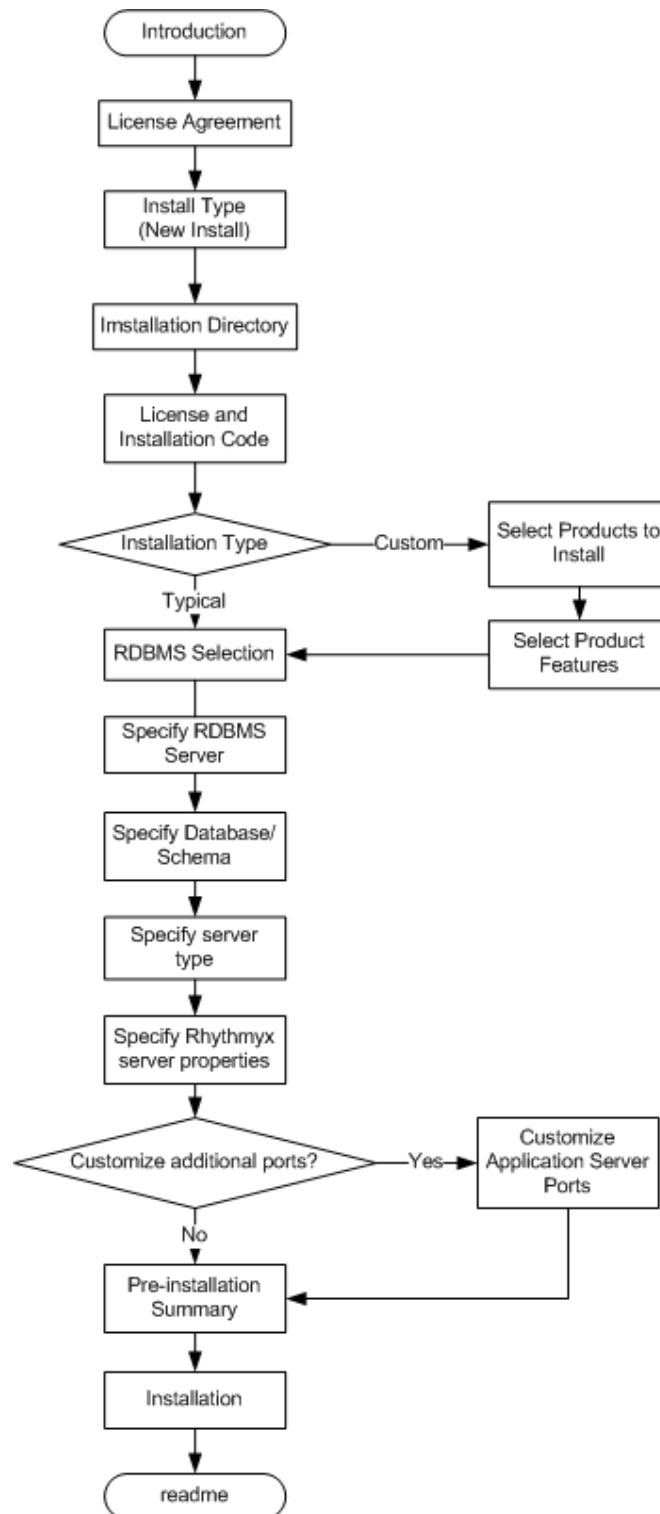 Introduction
License Agreement
Install Type
(New Install)
Imstallation Directory
License and
Installation Code
Installation Type
Custom
Select Products to
Install
Typical
Select Product
Features
RDBMS Selection
Specify RDBMS
Server
Specify Database/
Schema
Specify server
type
Specify Rhythmyx
server properties
Customize additional ports?
Yes
Customize
Application Server
Ports
No
Pre-installation
Summary
Installation
readme